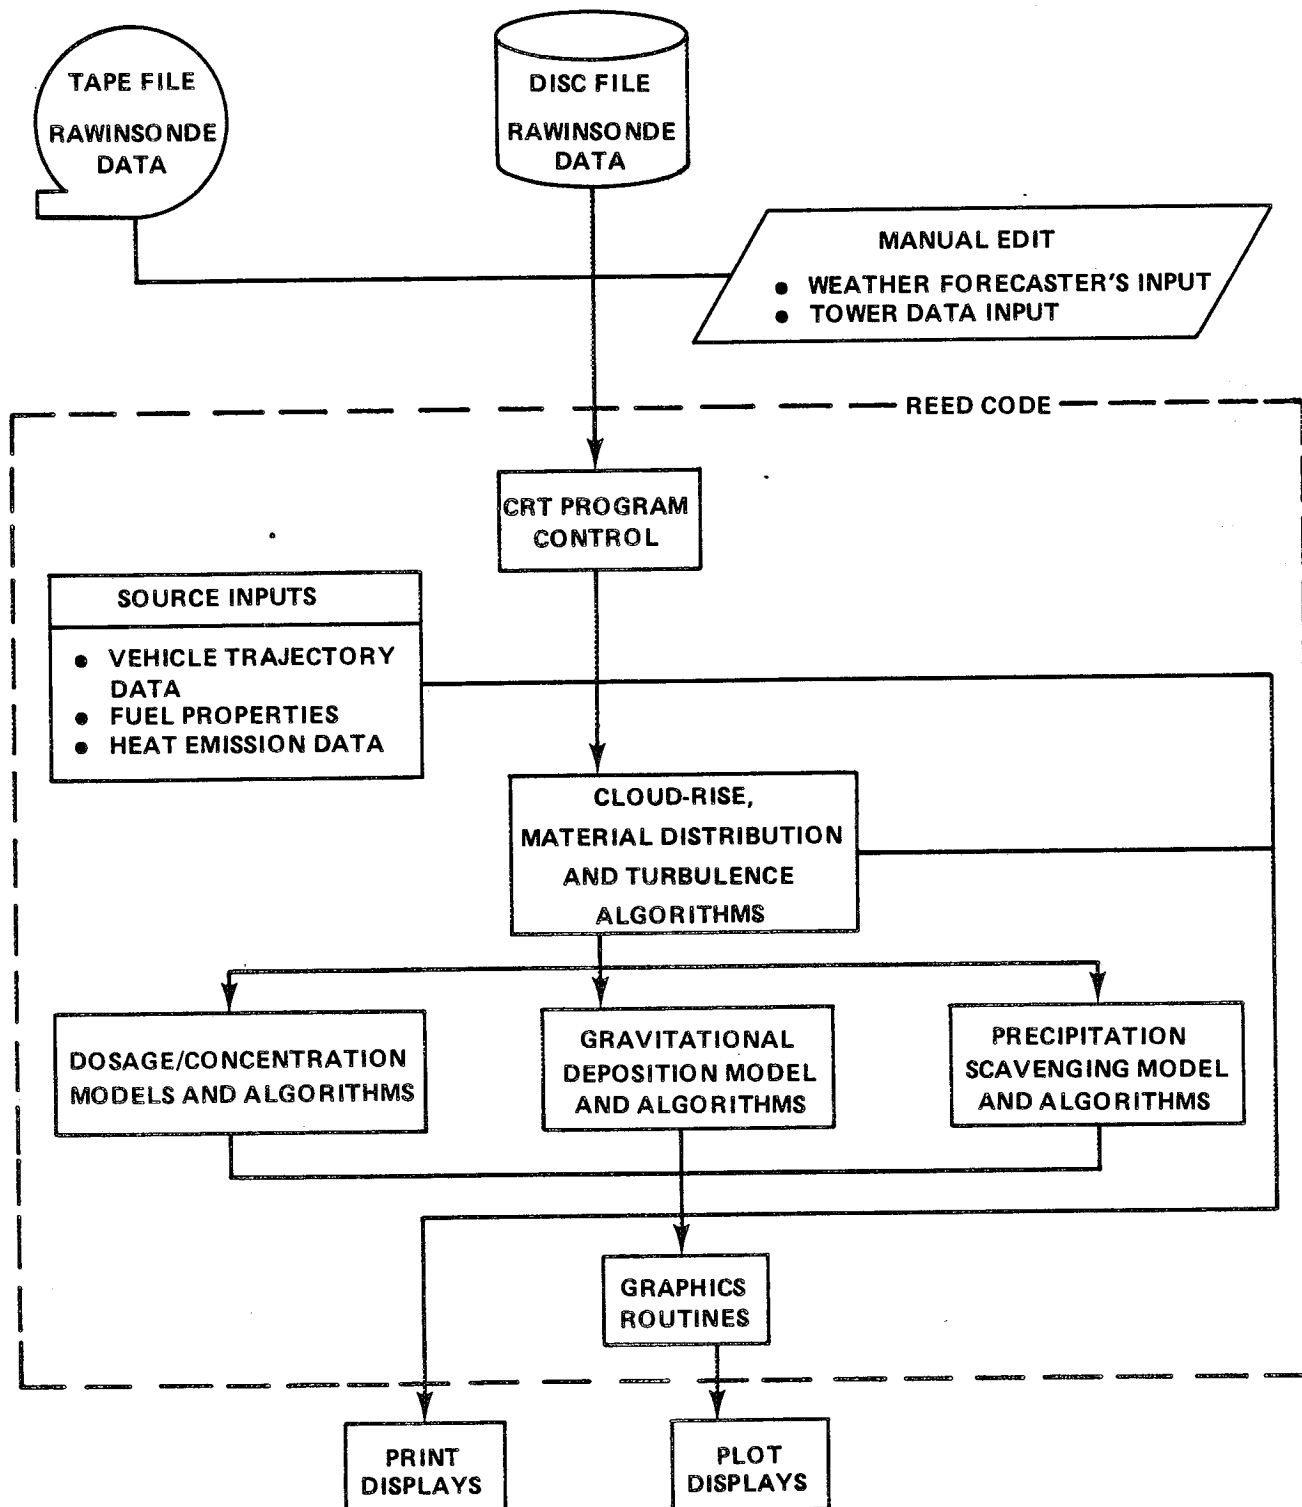 TAPE FILE
RAWINSONDE
DATA
DISC FILE
RAWINSONDE
DATA
MANUAL EDIT
● WEATHER FORECASTER'S INPUT
● TOWER DATA INPUT
REED CODE
CRT PROGRAM
CONTROL
SOURCE INPUTS
● VEHICLE TRAJECTORY
DATA
● FUEL PROPERTIES
● HEAT EMISSION DATA
CLOUD-RISE,
MATERIAL DISTRIBUTION
AND TURBULENCE
ALGORITHMS
DOSAGE/CONCENTRATION
MODELS AND ALGORITHMS
GRAVITATIONAL
DEPOSITION MODEL
AND ALGORITHMS
PRECIPITATION
SCAVENGING MODEL
AND ALGORITHMS
GRAPHICS
ROUTINES
PRINT
DISPLAYS
PLOT
DISPLAYS